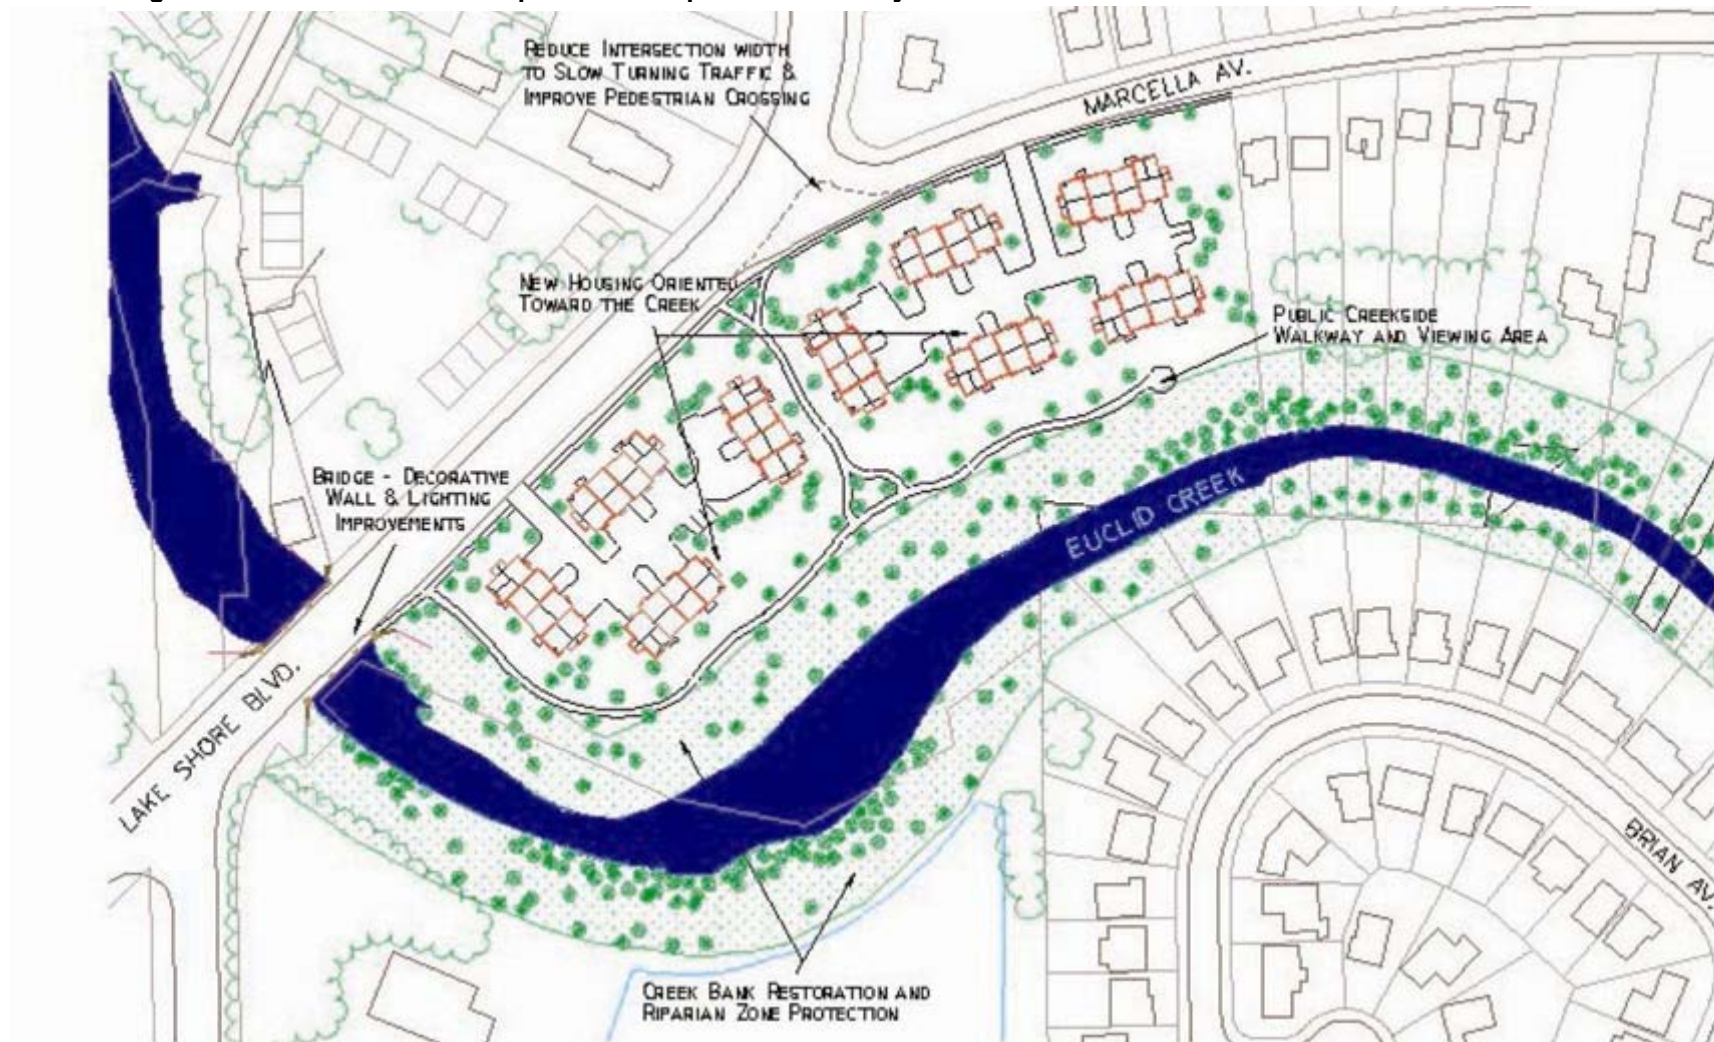 REDUCE INTERSECTION WIDTH
TO SLOW TURNING TRAFFIC &
IMPROVE PEDESTRIAN CROSSING
MARCELLA AV.
NEW HOUSING ORIENTED
TOWARD THE CREEK
PUBLIC CREEKSIDE
WALKWAY AND VIEWING AREA
BRIDGE - DECORATIVE
WALL & LIGHTING
IMPROVEMENTS
EUCLID CREEK
LAKE SHORE BLVD.
BRIAN AV.
CREEK BANK RESTORATION AND
RIPARIAN ZONE PROTECTION